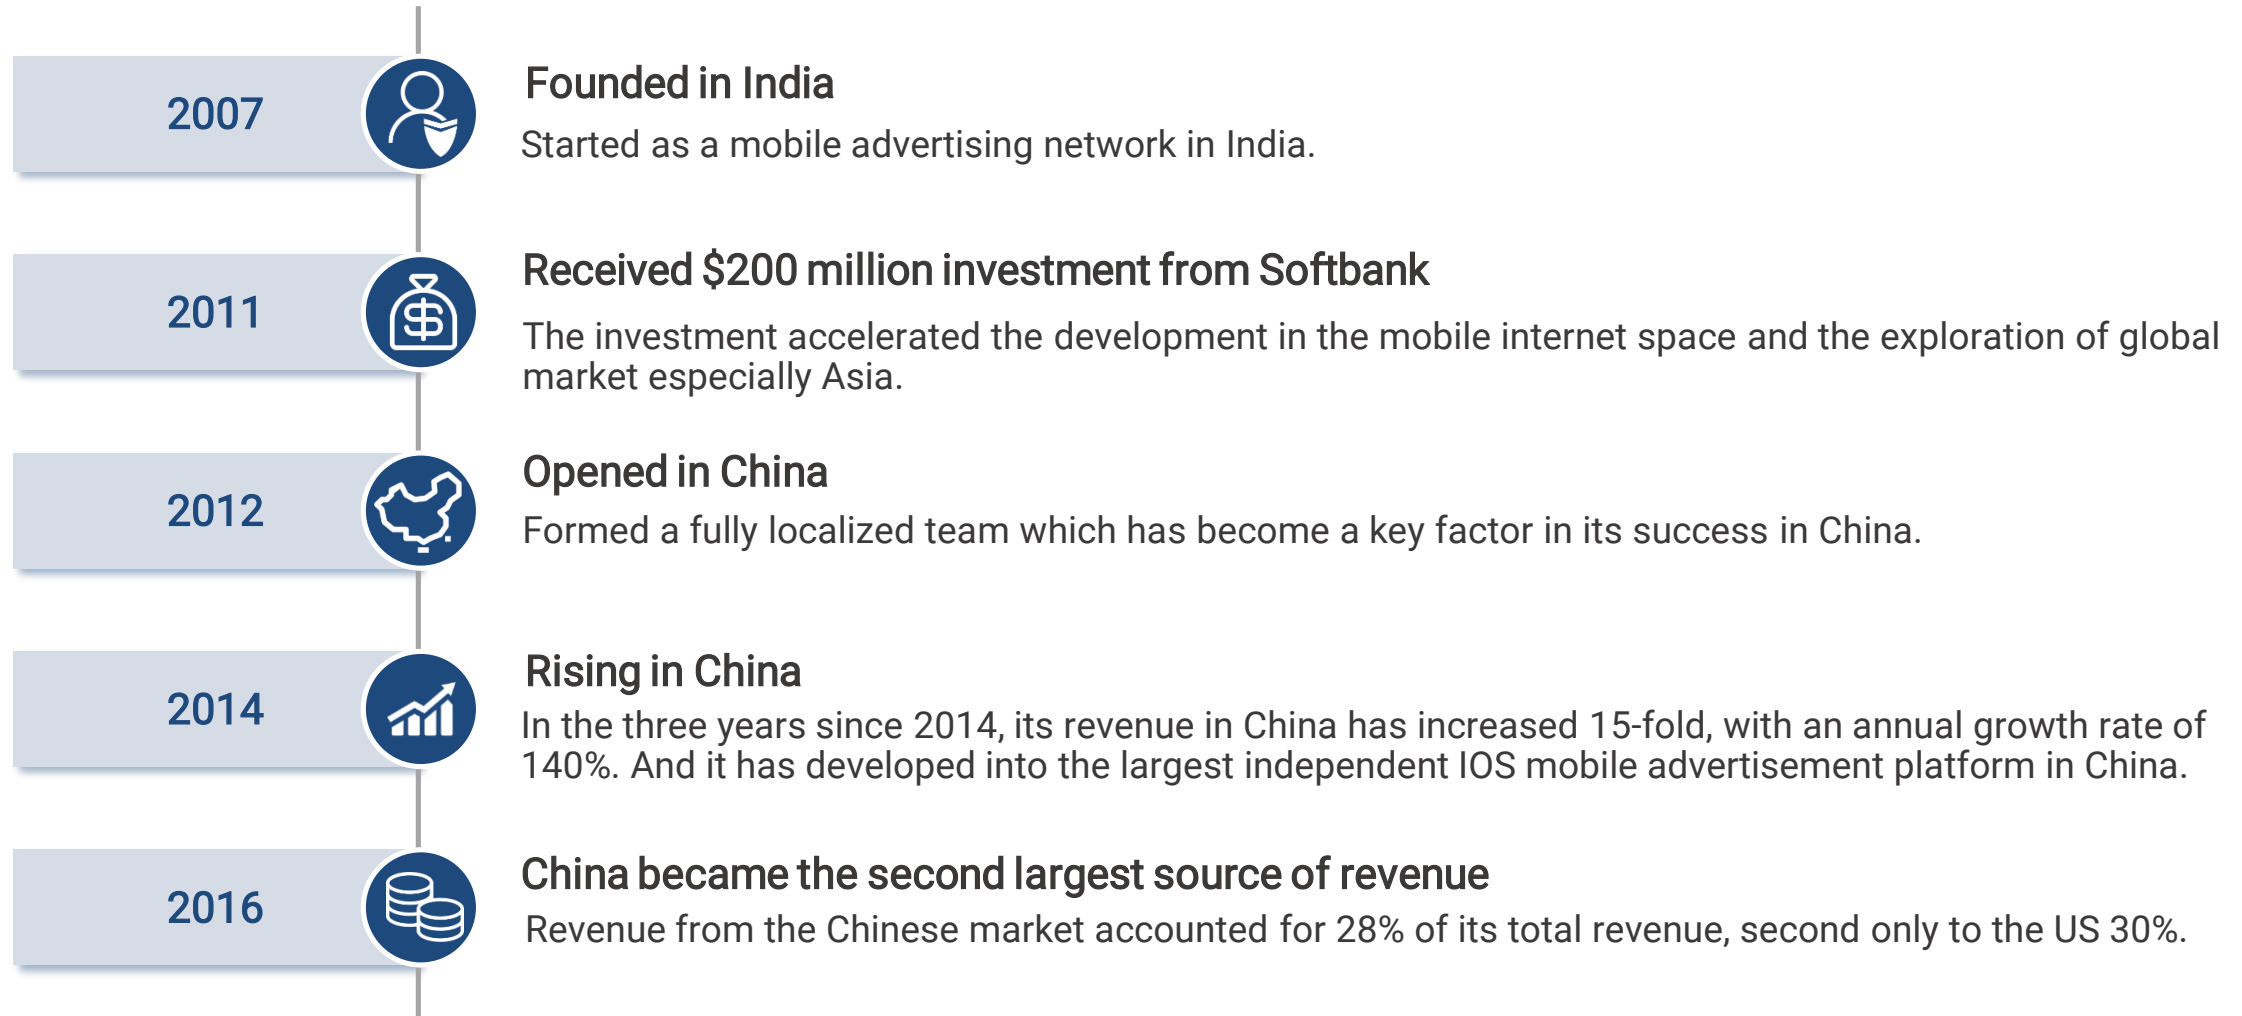 2007
Founded in India
Started as a mobile advertising network in India.
2011
Received $200 million investment from Softbank
The investment accelerated the development in the mobile internet space and the exploration of global
market especially Asia.
2012
Opened in China
Formed a fully localized team which has become a key factor in its success in China.
2014
Rising in China
In the three years since 2014, its revenue in China has increased 15-fold, with an annual growth rate of
140%. And it has developed into the largest independent IOS mobile advertisement platform in China.
2016
China became the second largest source of revenue
Revenue from the Chinese market accounted for 28% of its total revenue, second only to the US 30%.